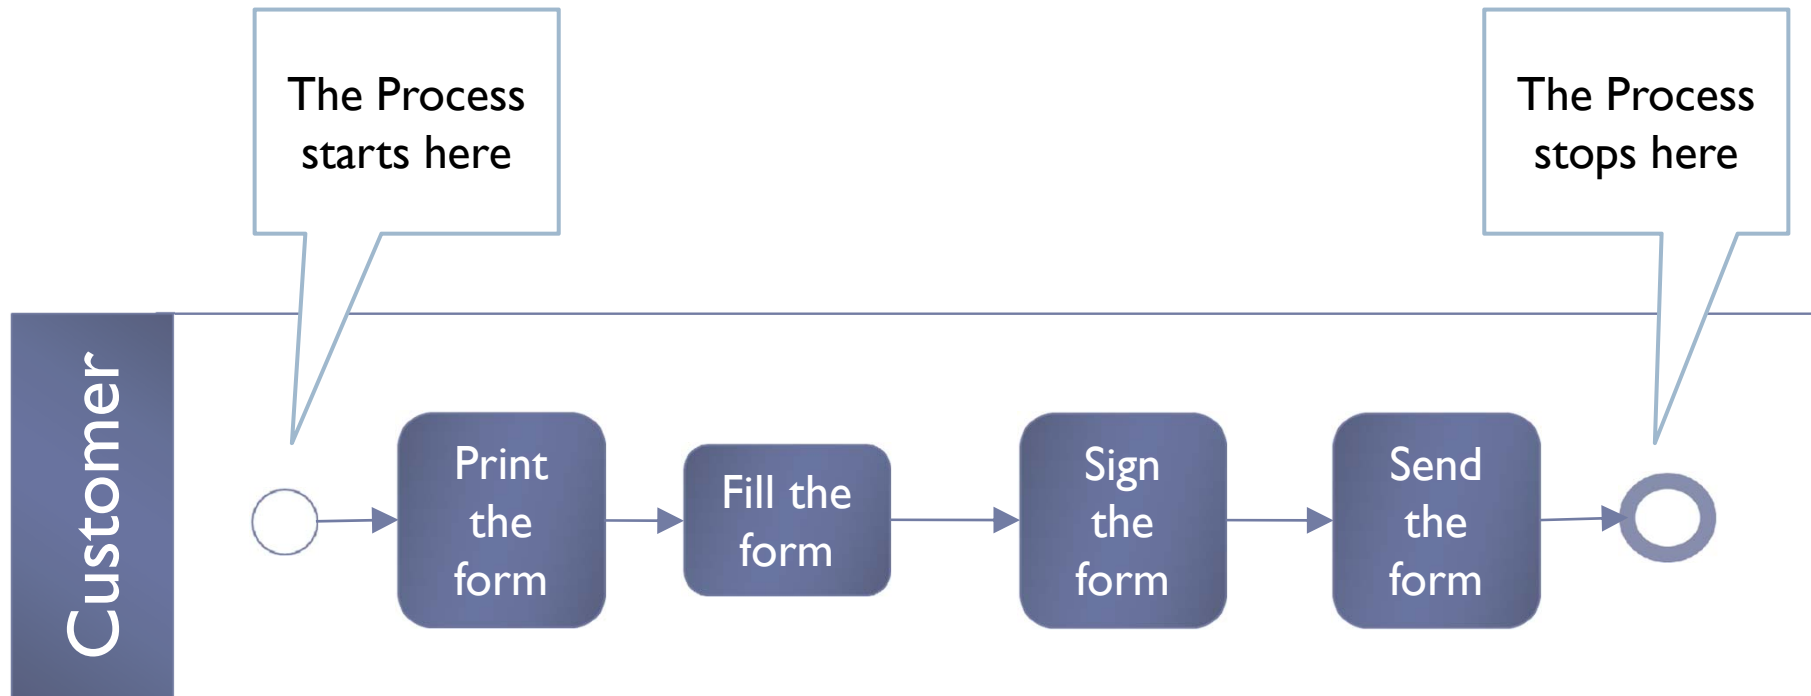 The Process
starts here
The Process
stops here
Customer
Print
the
form
Fill the
form
Sign
the
form
Send
the
form